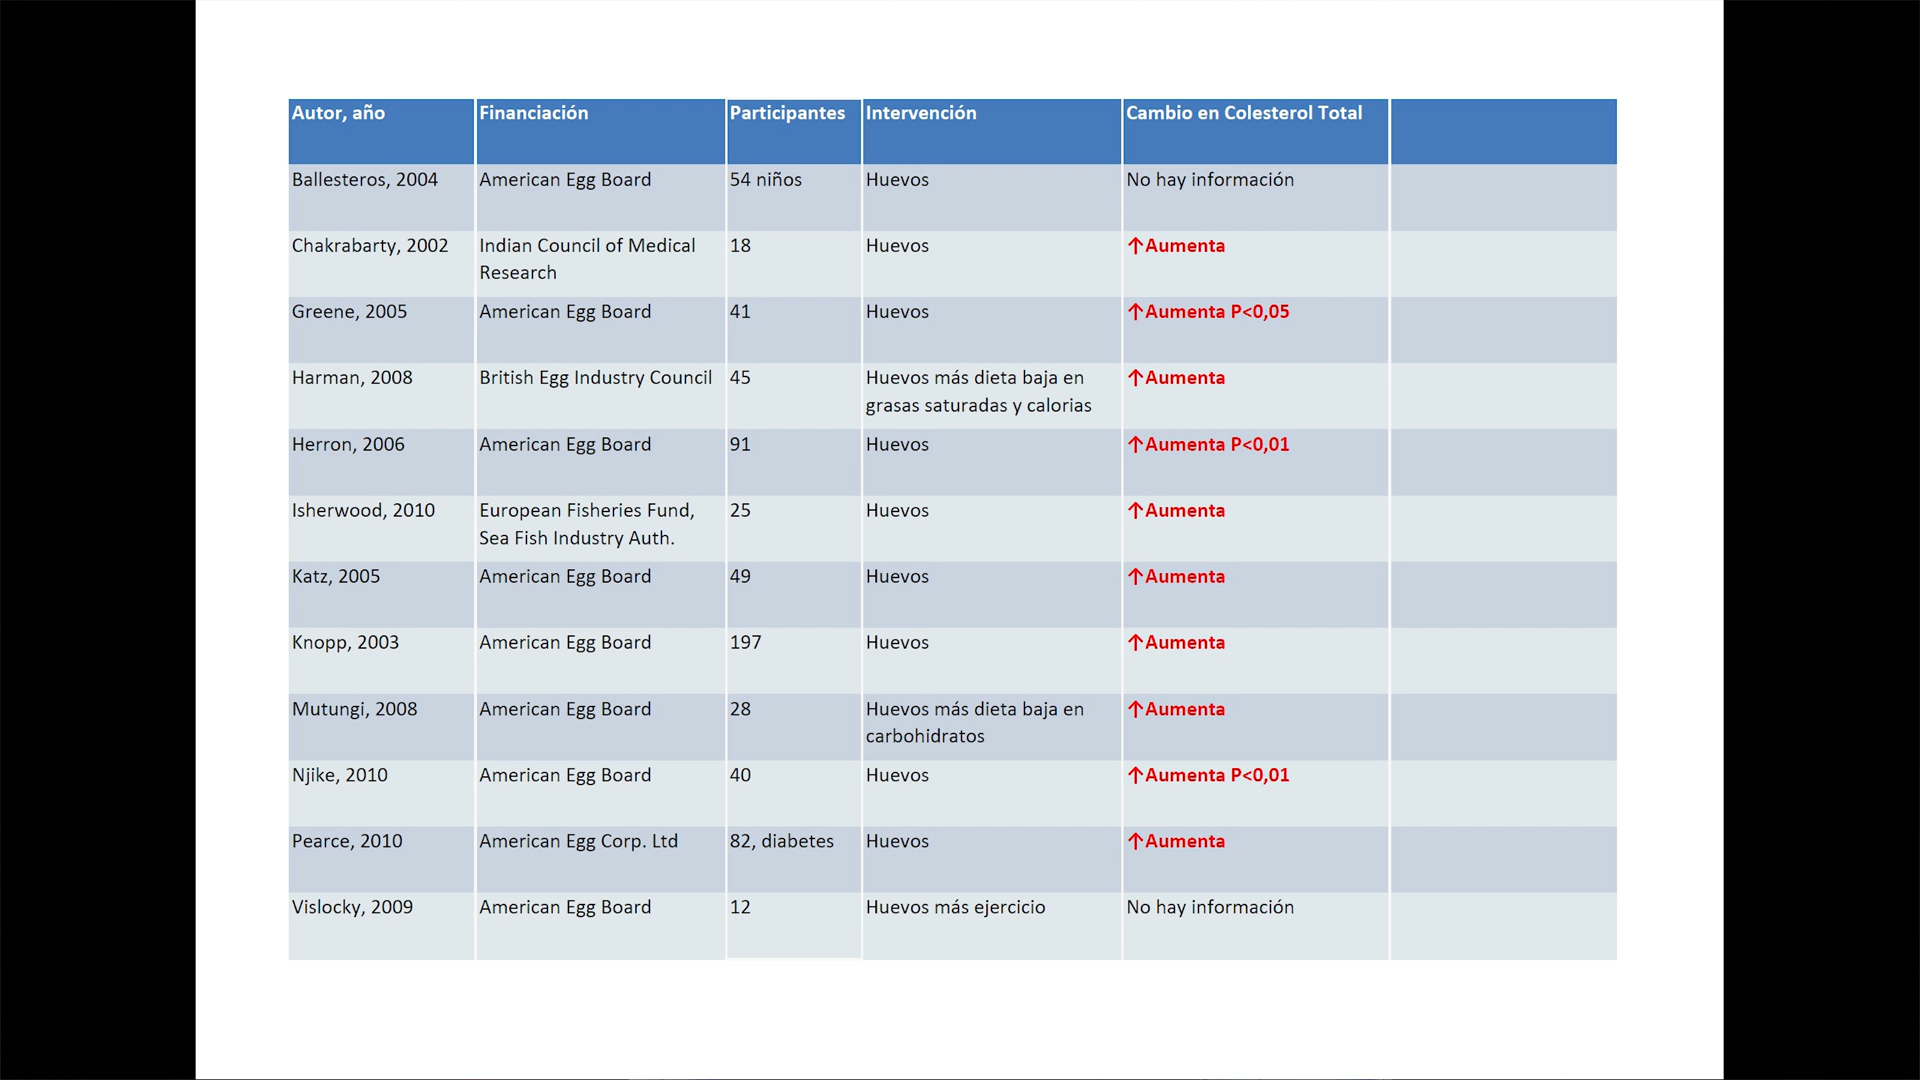 Autor, año Financiación Participantes Intervención Cambio en Colesterol Total
Ballesteros, 2004 American Egg Board 54 niños Huevos No hay información
Chakrabarty, 2002 Indian Council of Medical Research 18 Huevos ↑Aumenta
Greene, 2005 American Egg Board 41 Huevos ↑Aumenta P<0,05
Harman, 2008 British Egg Industry Council 45 Huevos más dieta baja en grasas saturadas y calorias ↑Aumenta
Herron, 2006 American Egg Board 91 Huevos ↑Aumenta P<0,01
Isherwood, 2010 European Fisheries Fund, Sea Fish Industry Auth. 25 Huevos ↑Aumenta
Katz, 2005 American Egg Board 49 Huevos ↑Aumenta
Knopp, 2003 American Egg Board 197 Huevos ↑Aumenta
Mutungi, 2008 American Egg Board 28 Huevos más dieta baja en carbohidratos ↑Aumenta
Njike, 2010 American Egg Board 40 Huevos ↑Aumenta P<0,01
Pearce, 2010 American Egg Corp. Ltd 82, diabetes Huevos ↑Aumenta
Vislocky, 2009 American Egg Board 12 Huevos más ejercicio No hay información